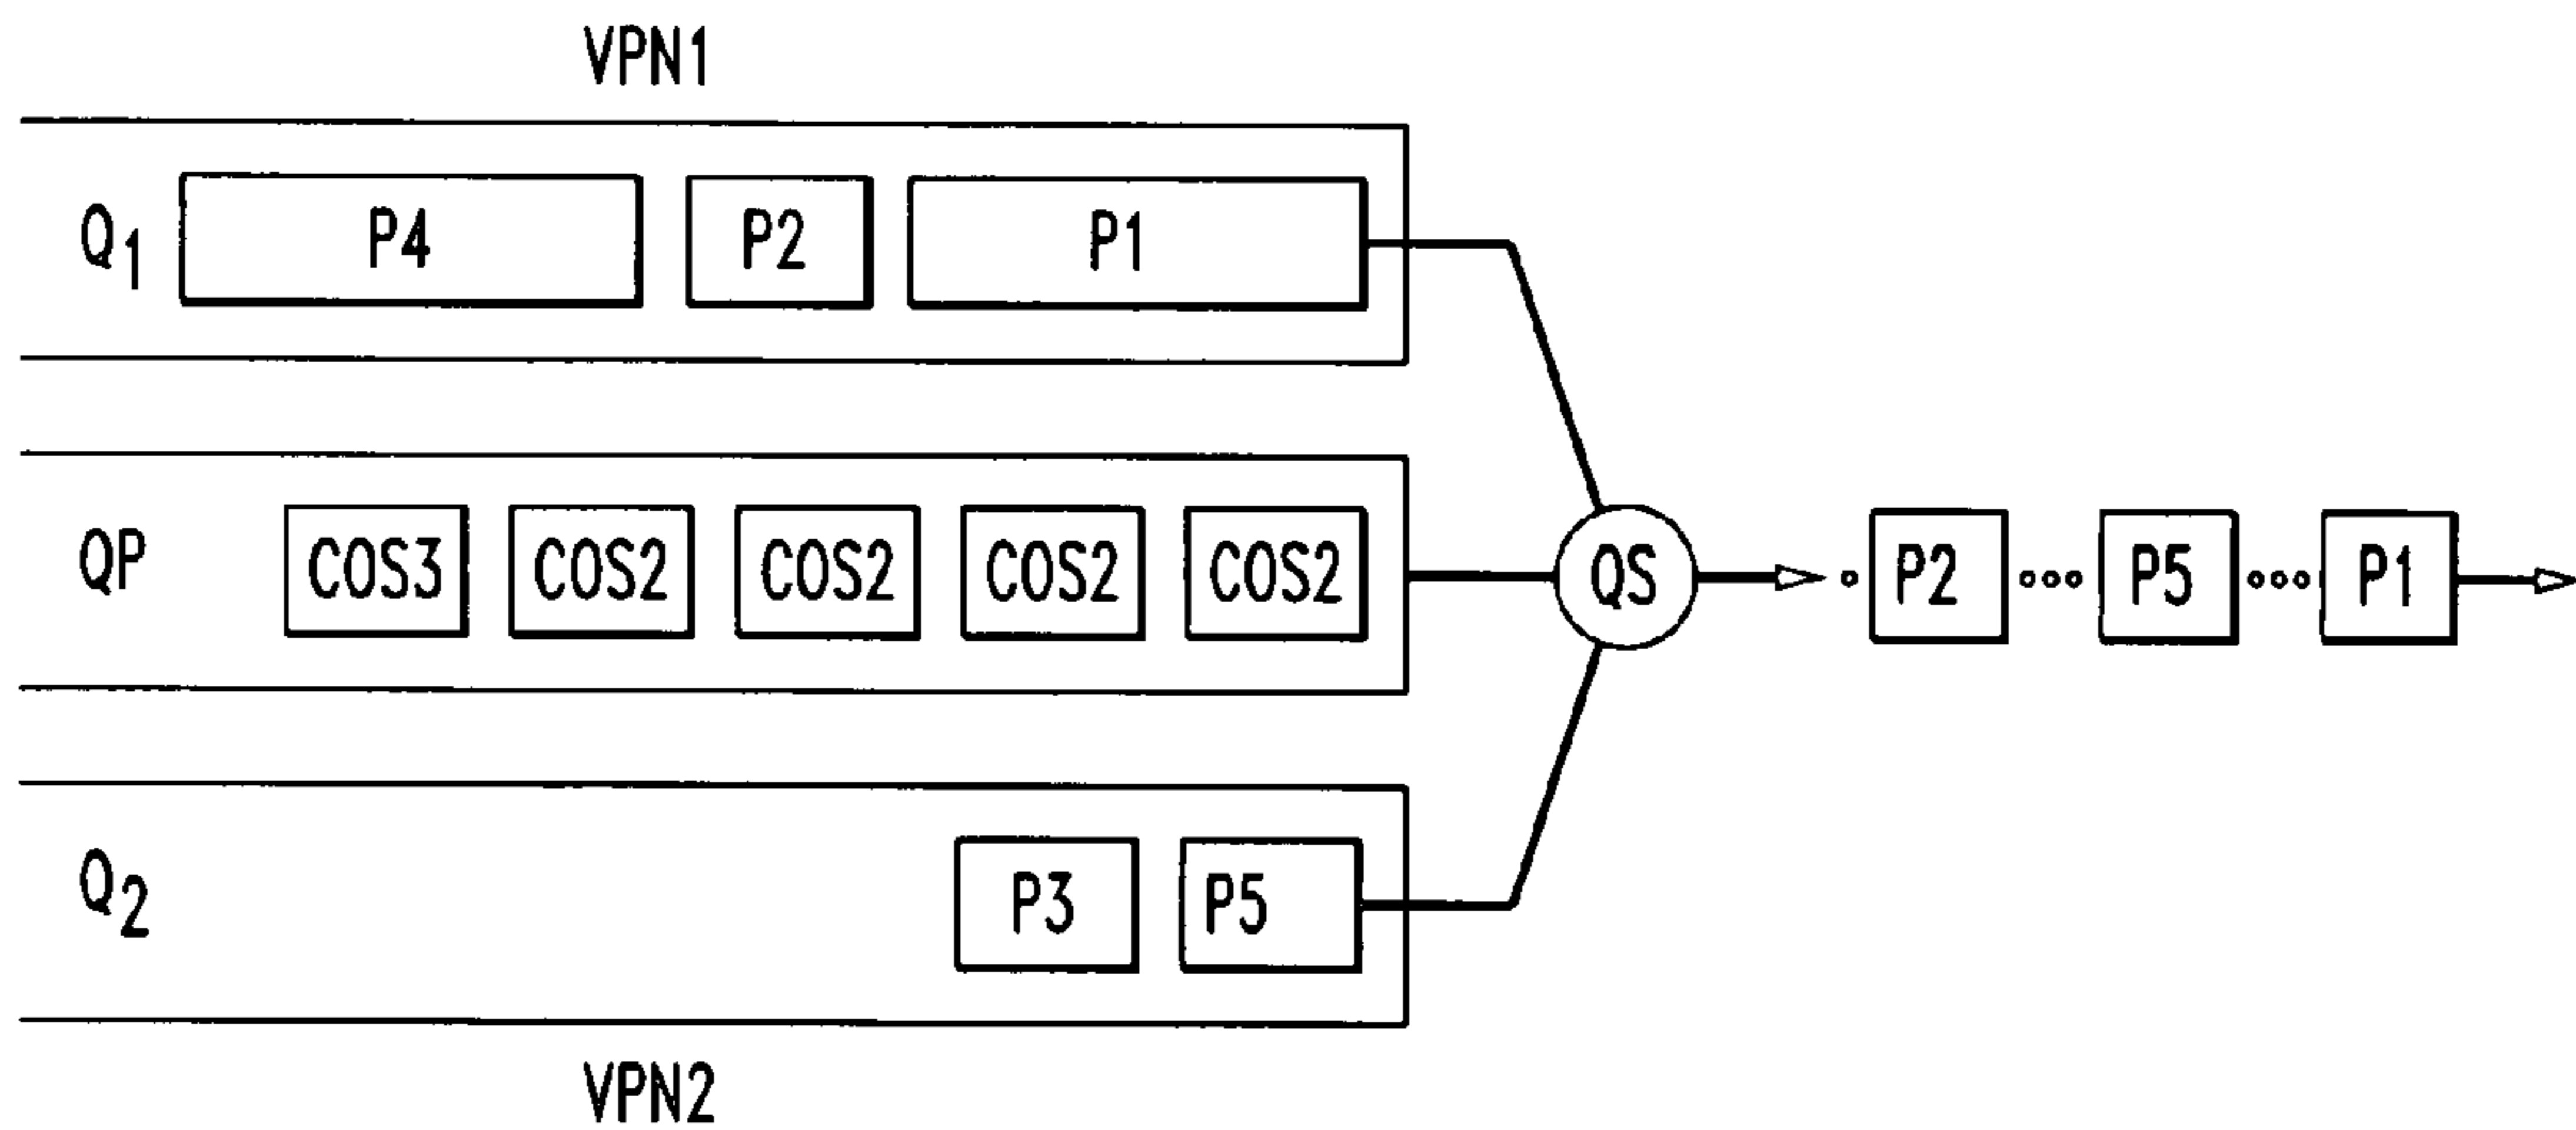 VPN1
Q1 P4 P2 P1
QP COS3 COS2 COS2 COS2 COS2 QS P2 P5 P1
Q2 P3 P5
VPN2